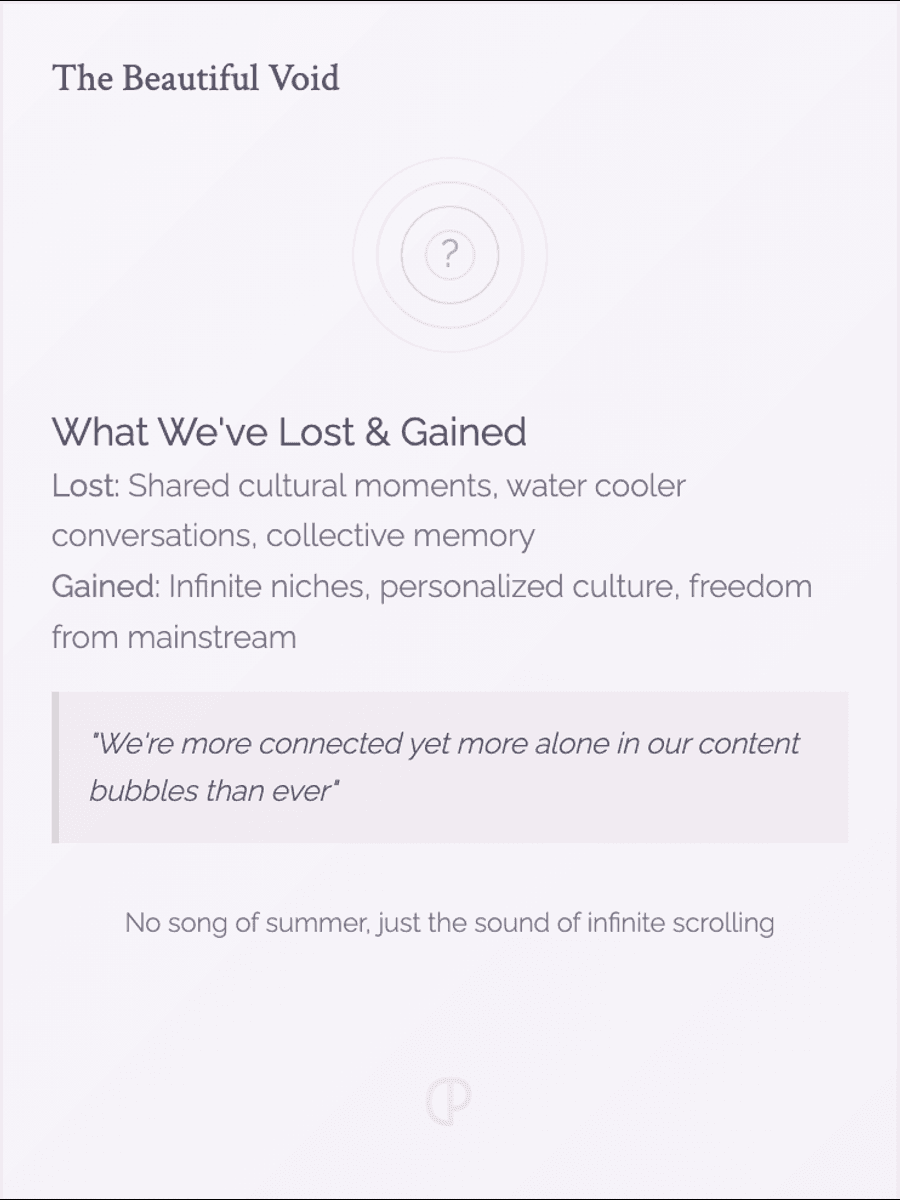 The Beautiful Void
?
What We've Lost & Gained
Lost: Shared cultural moments, water cooler
conversations, collective memory
Gained: Infinite niches, personalized culture, freedom
from mainstream
"We're more connected yet more alone in our content
bubbles than ever"
No song of summer, just the sound of infinite scrolling